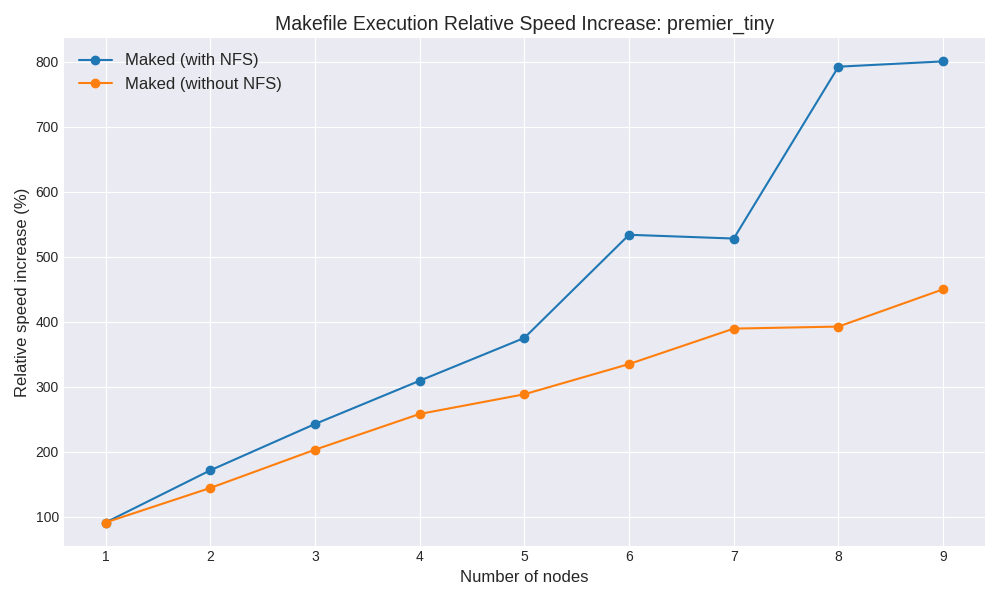 Makefile Execution Relative Speed Increase: premier_tiny
Maked (with NFS)
Maked (without NFS)
Relative speed increase (%)
800
700
600
500
400
300
200
100
1 2 3 4 5 6 7 8 9
Number of nodes